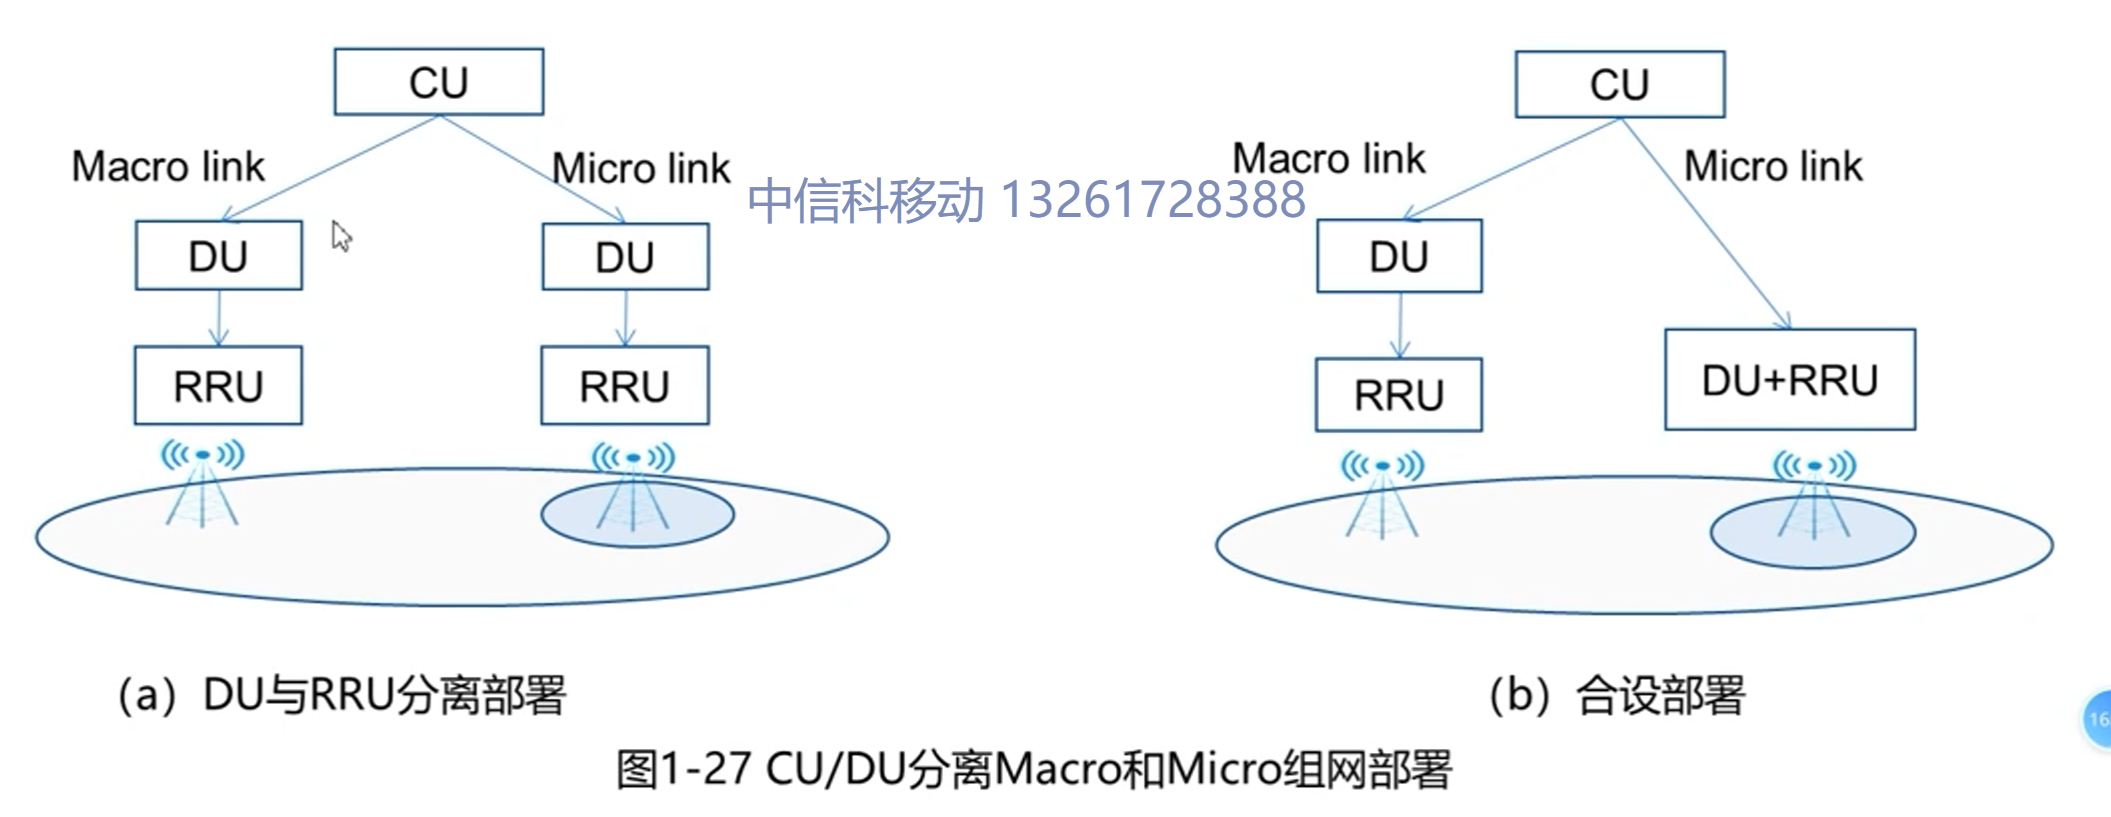 CU
Macro link
Micro link
DU
DU
RRU
RRU
(a) DU与RRU分离部署
中信科移动 13261728388
CU
Macro link
Micro link
DU
RRU
DU+RRU
(b) 合设部署
图1-27 CU/DU分离Macro和Micro组网部署
16